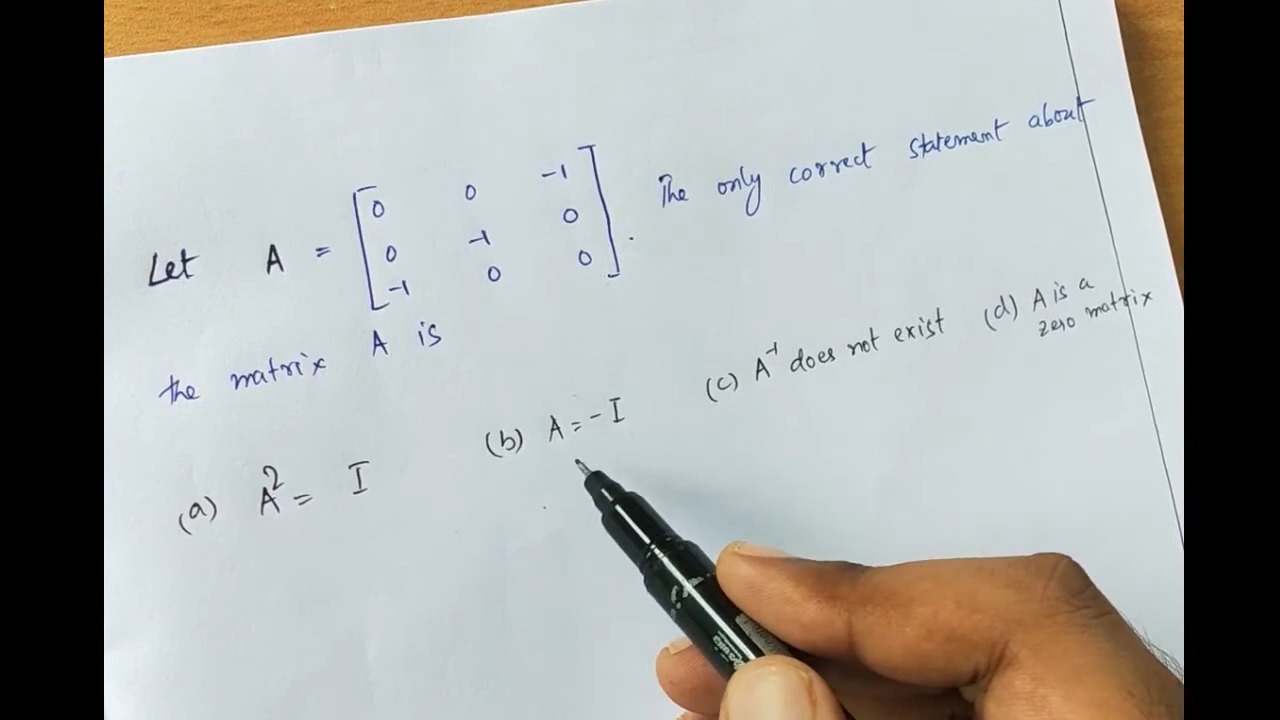 Let A = [ 0 0 -1
0 -1 0
-1 0 0 ] . The only correct statement about
the matrix A is
(a) A² = I (b) A = -I (c) A⁻¹ does not exist (d) A is a
zero matrix